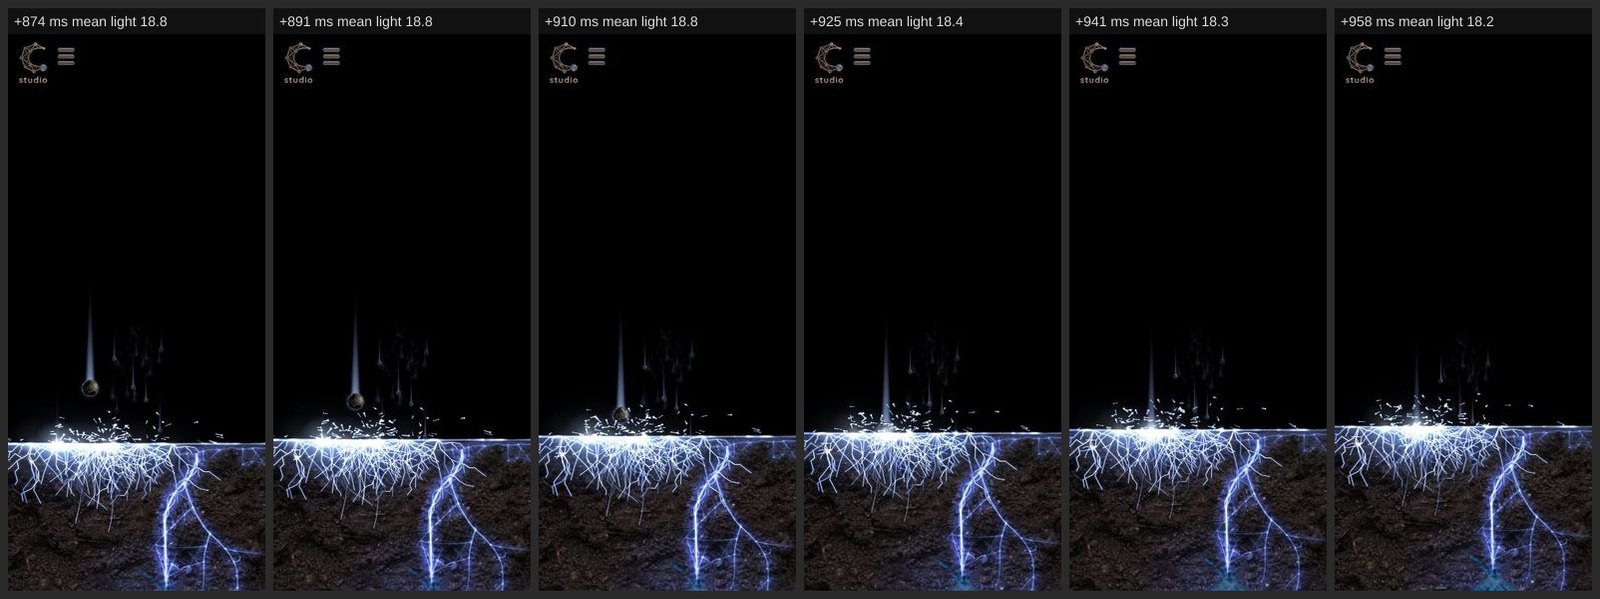 +874 ms mean light 18.8
studio
+891 ms mean light 18.8
studio
+910 ms mean light 18.8
studio
+925 ms mean light 18.4
studio
+941 ms mean light 18.3
studio
+958 ms mean light 18.2
studio